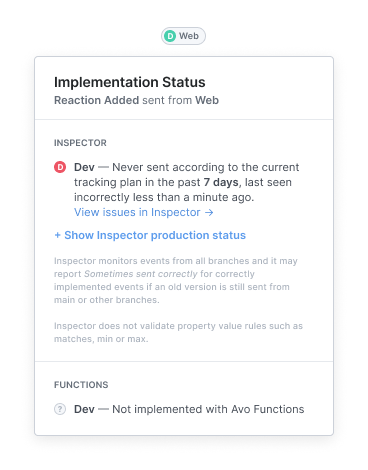 D Web
Implementation Status
Reaction Added sent from Web
INSPECTOR
D Dev — Never sent according to the current
tracking plan in the past 7 days, last seen
incorrectly less than a minute ago.
View issues in Inspector →
+ Show Inspector production status
Inspector monitors events from all branches and it may
report Sometimes sent correctly for correctly
implemented events if an old version is still sent from
main or other branches.
Inspector does not validate property value rules such as
matches, min or max.
FUNCTIONS
? Dev — Not implemented with Avo Functions